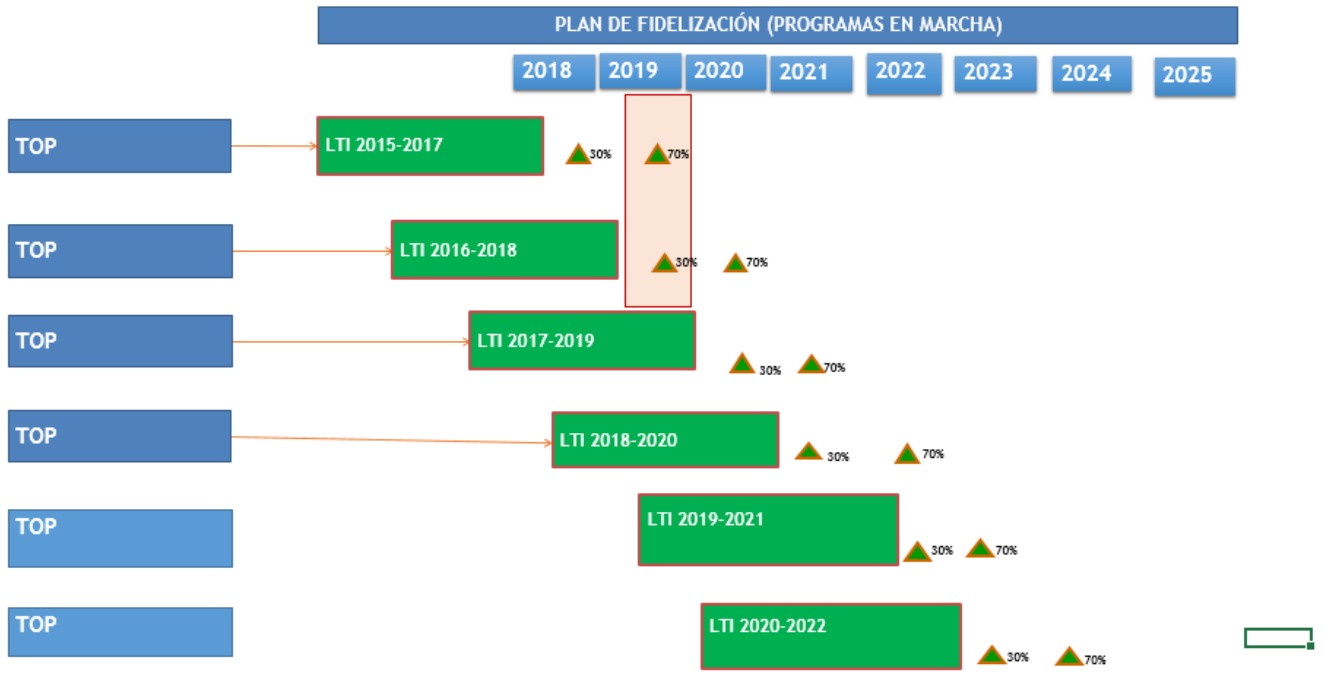 PLAN DE FIDELIZACIÓN (PROGRAMAS EN MARCHA)
2018 2019 2020 2021 2022 2023 2024 2025
TOP LTI 2015-2017 30% 70%
TOP LTI 2016-2018 30% 70%
TOP LTI 2017-2019 30% 70%
TOP LTI 2018-2020 30% 70%
TOP LTI 2019-2021 30% 70%
TOP LTI 2020-2022 30% 70%